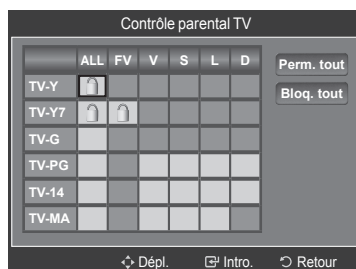 Contrôle parental TV
ALL FV V S L D
TV-Y
TV-Y7
TV-G
TV-PG
TV-14
TV-MA
Perm. tout
Bloq. tout
Dépl. Intro. Retour